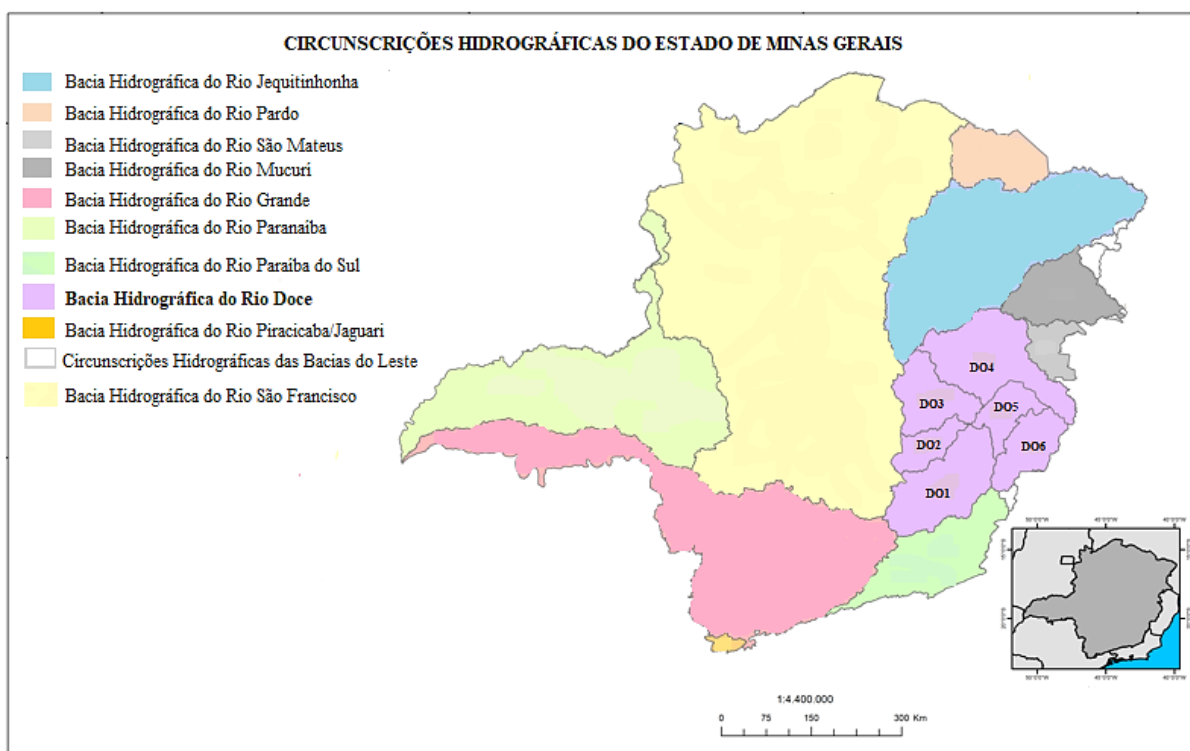 CIRCUNSCRIÇÕES HIDROGRÁFICAS DO ESTADO DE MINAS GERAIS
Bacia Hidrográfica do Rio Jequitinhonha
Bacia Hidrográfica do Rio Pardo
Bacia Hidrográfica do Rio São Mateus
Bacia Hidrográfica do Rio Mucurí
Bacia Hidrográfica do Rio Grande
Bacia Hidrográfica do Rio Paranaíba
Bacia Hidrográfica do Rio Paraiba do Sul
Bacia Hidrográfica do Rio Doce
Bacia Hidrográfica do Rio Piracicaba/Jaguari
Circunscrições Hidrográficas das Bacias do Leste
Bacia Hidrográfica do Rio São Francisco
DO4
DO3
DO5
DO2
DO6
DO1
1:4.400.000
0 75 150 300 Km